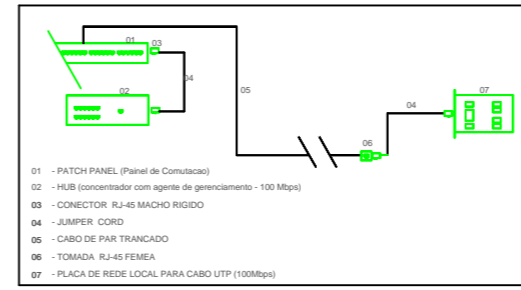 01
03
04
02
05
04
07
06
01 - PATCH PANEL (Painel de Comutacao)
02 - HUB (concentrador com agente de gerenciamento - 100 Mbps)
03 - CONECTOR RJ-45 MACHO RIGIDO
04 - JUMPER CORD
05 - CABO DE PAR TRANCADO
06 - TOMADA RJ-45 FEMEA
07 - PLACA DE REDE LOCAL PARA CABO UTP (100Mbps)